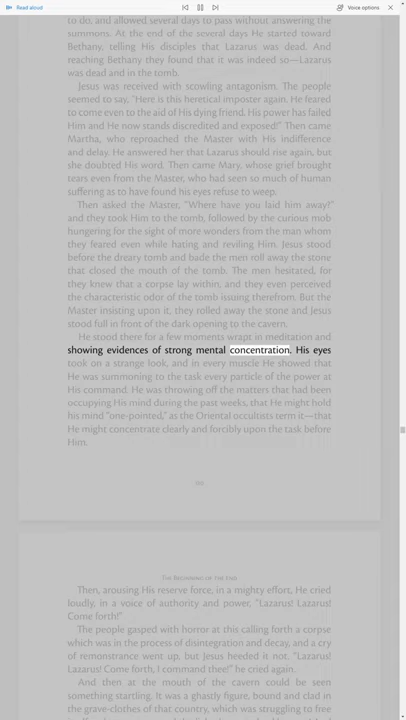 Read aloud
Voice options
to do, and allowed several days to pass without answering the
summons. At the end of the several days He started toward
Bethany, telling His disciples that Lazarus was dead. And
reaching Bethany they found that it was indeed so—Lazarus
was dead and in the tomb.
Jesus was received with scowling antagonism. The people
seemed to say, "Here is this heretical imposter again. He feared
to come even to the aid of His dying friend. His power has failed
Him and He now stands discredited and exposed!" Then came
Martha, who reproached the Master with His indifference
and delay. He answered her that Lazarus should rise again, but
she doubted His word. Then came Mary, whose grief brought
tears even from the Master, who had seen so much of human
suffering as to have found his eyes refuse to weep.
Then asked the Master, "Where have you laid him away?"
and they took Him to the tomb, followed by the curious mob
hungering for the sight of more wonders from the man whom
they feared even while hating and reviling Him. Jesus stood
before the dreary tomb and bade the men roll away the stone
that closed the mouth of the tomb. The men hesitated, for
they knew that a corpse lay within, and they even perceived
the characteristic odor of the tomb issuing therefrom. But the
Master insisting upon it, they rolled away the stone and Jesus
stood full in front of the dark opening to the cavern.
He stood there for a few moments wrapt in meditation and
showing evidences of strong mental concentration. His eyes
took on a strange look, and in every muscle He showed that
He was summoning to the task every particle of the power at
His command. He was throwing off the matters that had been
occupying His mind during the past weeks, that He might hold
his mind "one-pointed," as the Oriental occultists term it—that
He might concentrate clearly and forcibly upon the task before
Him.
The Beginning of the End
Then, arousing His reserve force, in a mighty effort, He cried
loudly, in a voice of authority and power, "Lazarus! Lazarus!
Come forth!"
The people gasped with horror at this calling forth a corpse
which was in the process of disintegration and decay, and a cry
of remonstrance went up, but Jesus heeded it not. "Lazarus!
Lazarus! Come forth, I command thee!" he cried again.
And then at the mouth of the cavern could be seen
something startling. It was a ghastly figure, bound and clad in
the grave-clothes of that country, which was struggling to free